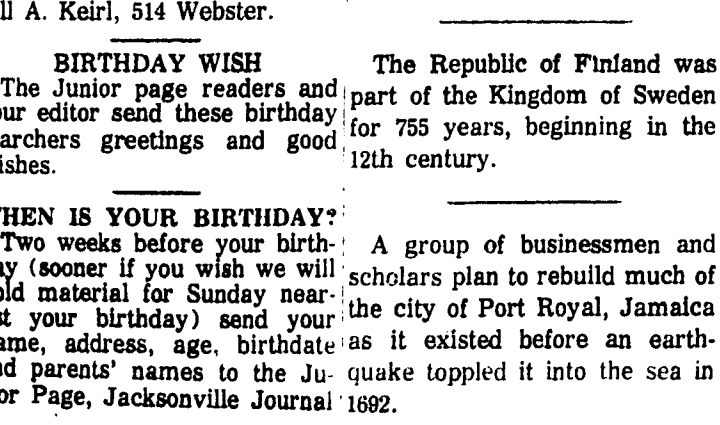 ll A. Keirl, 514 Webster.
BIRTHDAY WISH
The Junior page readers and
our editor send these birthday
archers greetings and good
ishes.
HEN IS YOUR BIRTHDAY?
Two weeks before your birth-
ay (sooner if you wish we will
old material for Sunday near-
st your birthday) send your
ame, address, age, birthdate
nd parents' names to the Ju-
or Page, Jacksonville Journal
The Republic of Finland was
part of the Kingdom of Sweden
for 755 years, beginning in the
12th century.
A group of businessmen and
scholars plan to rebuild much of
the city of Port Royal, Jamaica
as it existed before an earth-
quake toppled it into the sea in
1692.